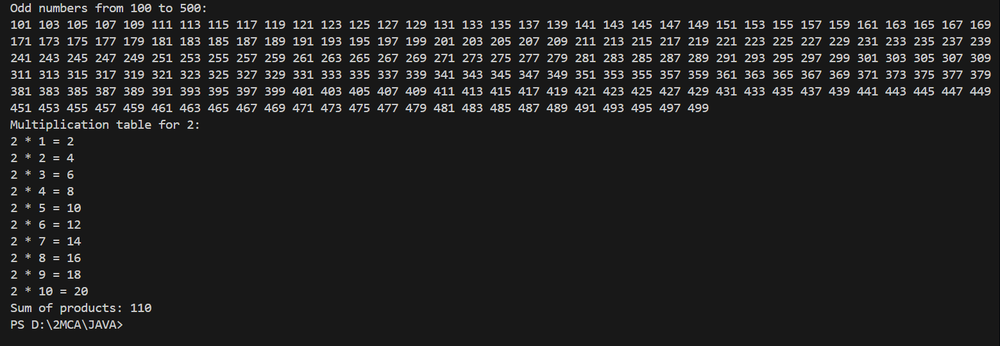 Odd numbers from 100 to 500:
101 103 105 107 109 111 113 115 117 119 121 123 125 127 129 131 133 135 137 139 141 143 145 147 149 151 153 155 157 159 161 163 165 167 169
171 173 175 177 179 181 183 185 187 189 191 193 195 197 199 201 203 205 207 209 211 213 215 217 219 221 223 225 227 229 231 233 235 237 239
241 243 245 247 249 251 253 255 257 259 261 263 265 267 269 271 273 275 277 279 281 283 285 287 289 291 293 295 297 299 301 303 305 307 309
311 313 315 317 319 321 323 325 327 329 331 333 335 337 339 341 343 345 347 349 351 353 355 357 359 361 363 365 367 369 371 373 375 377 379
381 383 385 387 389 391 393 395 397 399 401 403 405 407 409 411 413 415 417 419 421 423 425 427 429 431 433 435 437 439 441 443 445 447 449
451 453 455 457 459 461 463 465 467 469 471 473 475 477 479 481 483 485 487 489 491 493 495 497 499
Multiplication table for 2:
2 * 1 = 2
2 * 2 = 4
2 * 3 = 6
2 * 4 = 8
2 * 5 = 10
2 * 6 = 12
2 * 7 = 14
2 * 8 = 16
2 * 9 = 18
2 * 10 = 20
Sum of products: 110
PS D:\2MCA\JAVA>